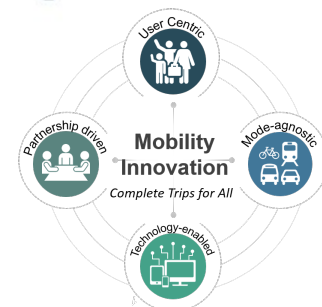 User Centric
Partnership driven
Mode-agnostic
Mobility
Innovation
Complete Trips for All
Technology-enabled